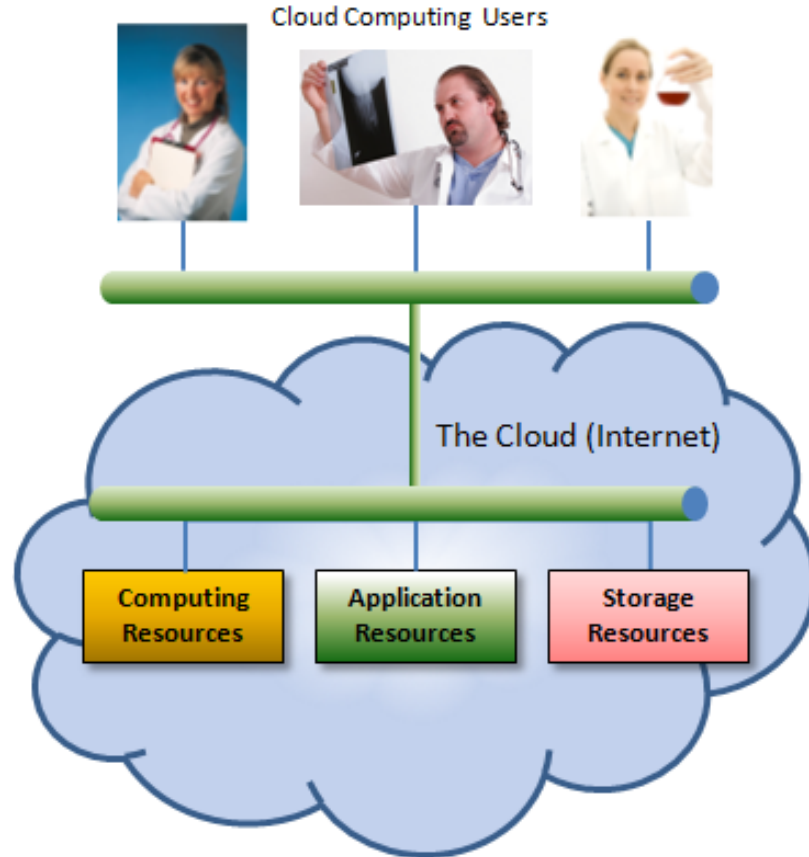 Cloud Computing Users
The Cloud (Internet)
Computing
Resources
Application
Resources
Storage
Resources